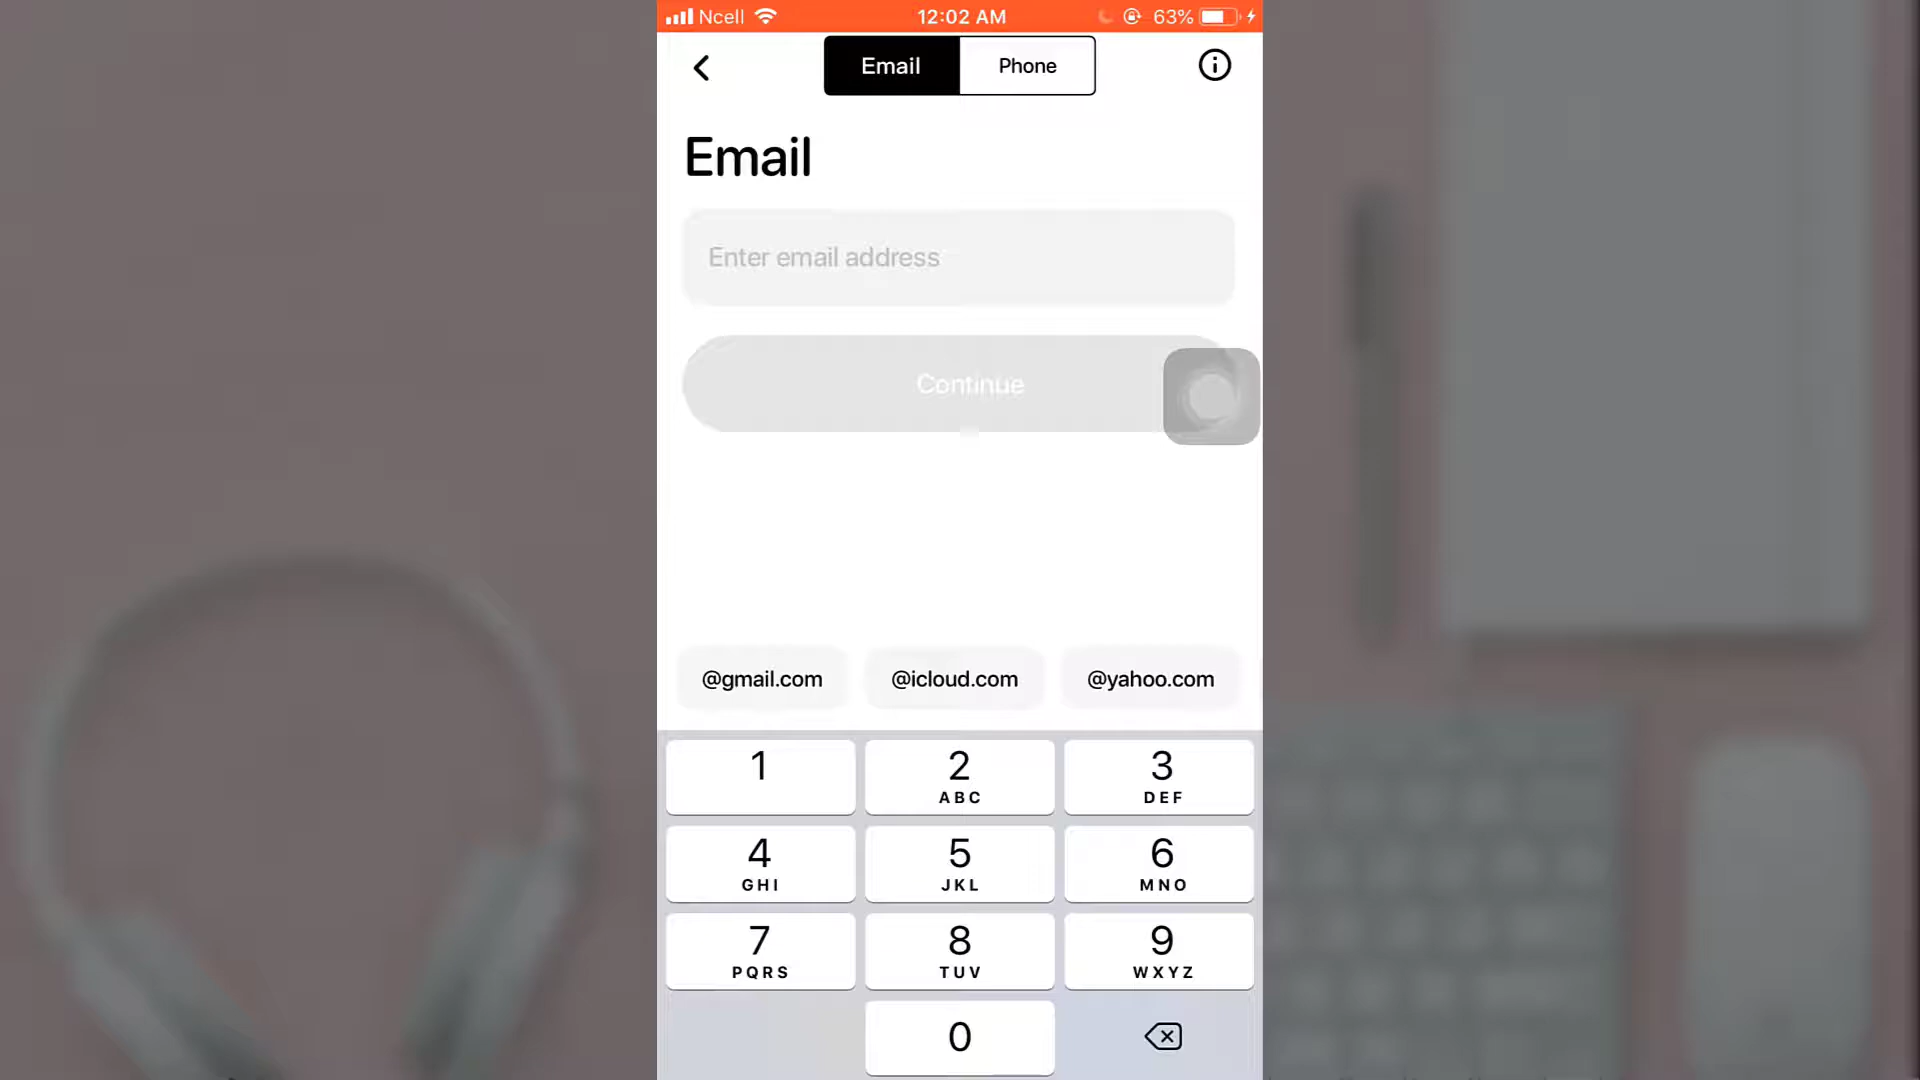 Ncell 12:02 AM 63%
Email Phone
Email
Enter email address
Continue
@gmail.com @icloud.com @yahoo.com
1 2 3
ABC DEF
4 5 6
GHI JKL MNO
7 8 9
PQRS TUV WXYZ
0